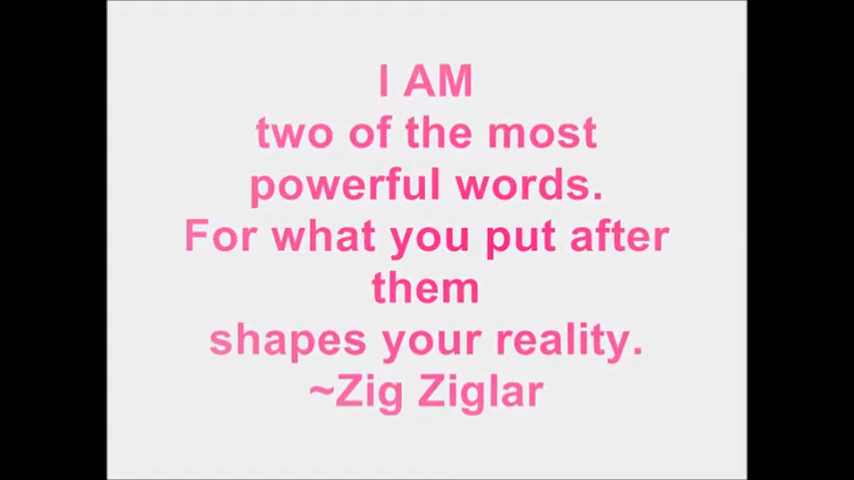 I AM
two of the most
powerful words.
For what you put after
them
shapes your reality.
~Zig Ziglar